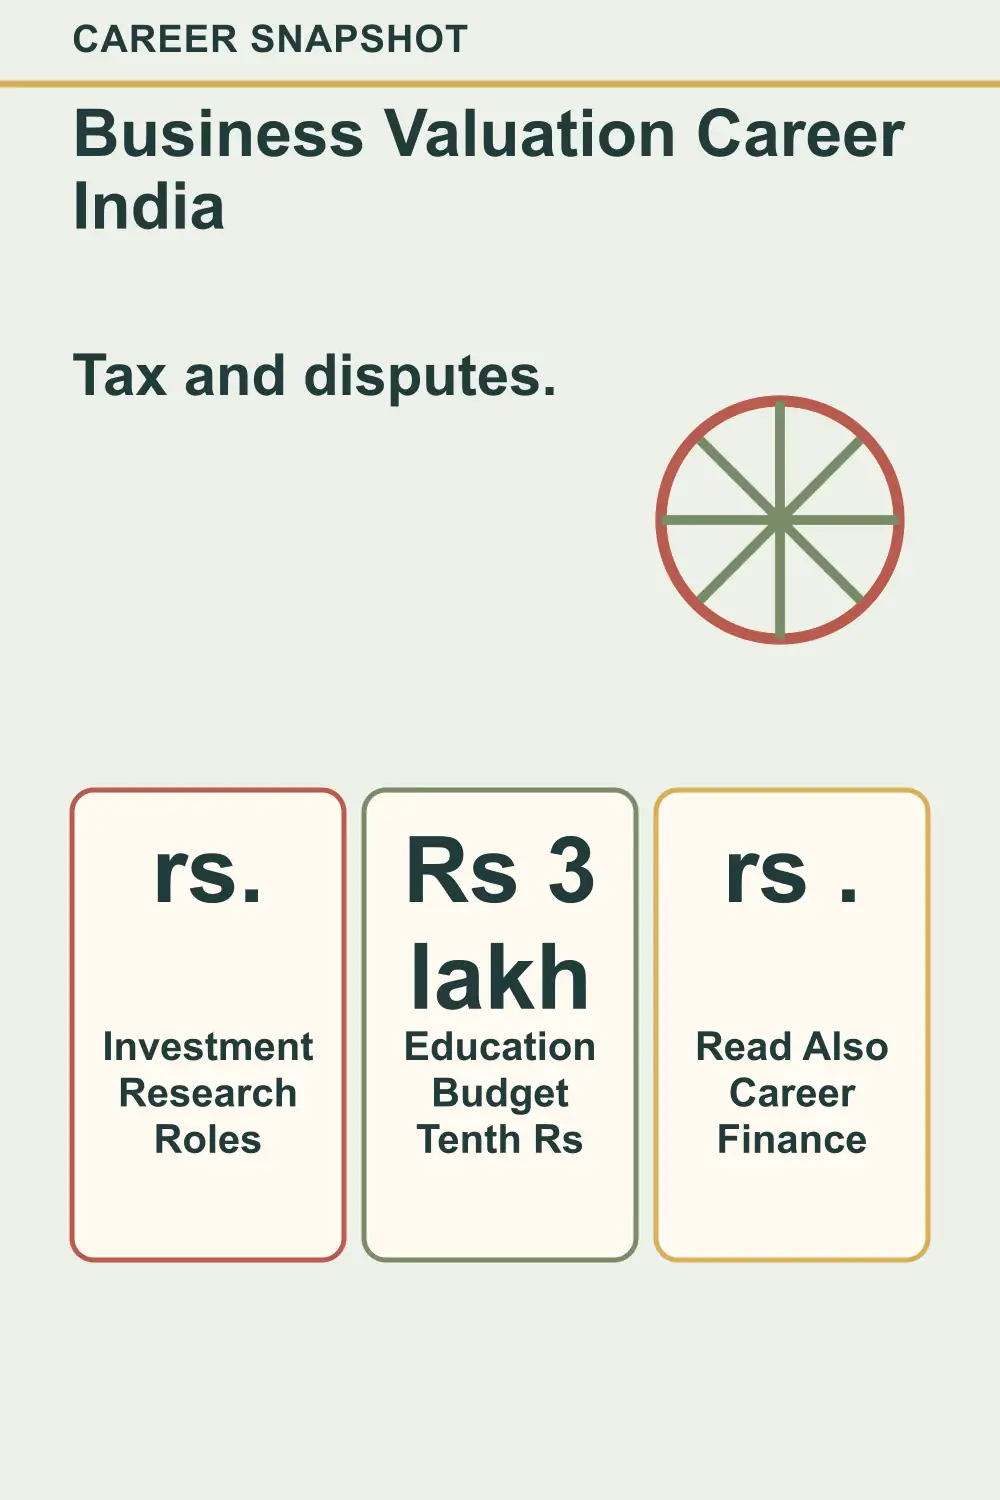 CAREER SNAPSHOT
Business Valuation Career
India
Tax and disputes.
rs.
Investment
Research
Roles
Rs 3
lakh
Education
Budget
Tenth Rs
rs .
Read Also
Career
Finance